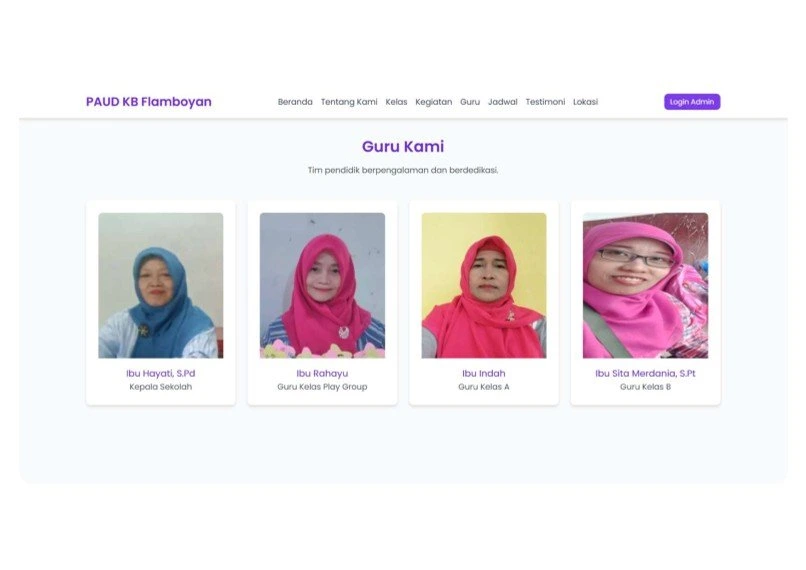 PAUD KB Flamboyan
Beranda Tentang Kami Kelas Kegiatan Guru Jadwal Testimoni Lokasi
Login Admin
Guru Kami
Tim pendidik berpengalaman dan berdedikasi.
Ibu Hayati, S.Pd
Kepala Sekolah
Ibu Rahayu
Guru Kelas Play Group
Ibu Indah
Guru Kelas A
Ibu Sita Merdania, S.Pt
Guru Kelas B